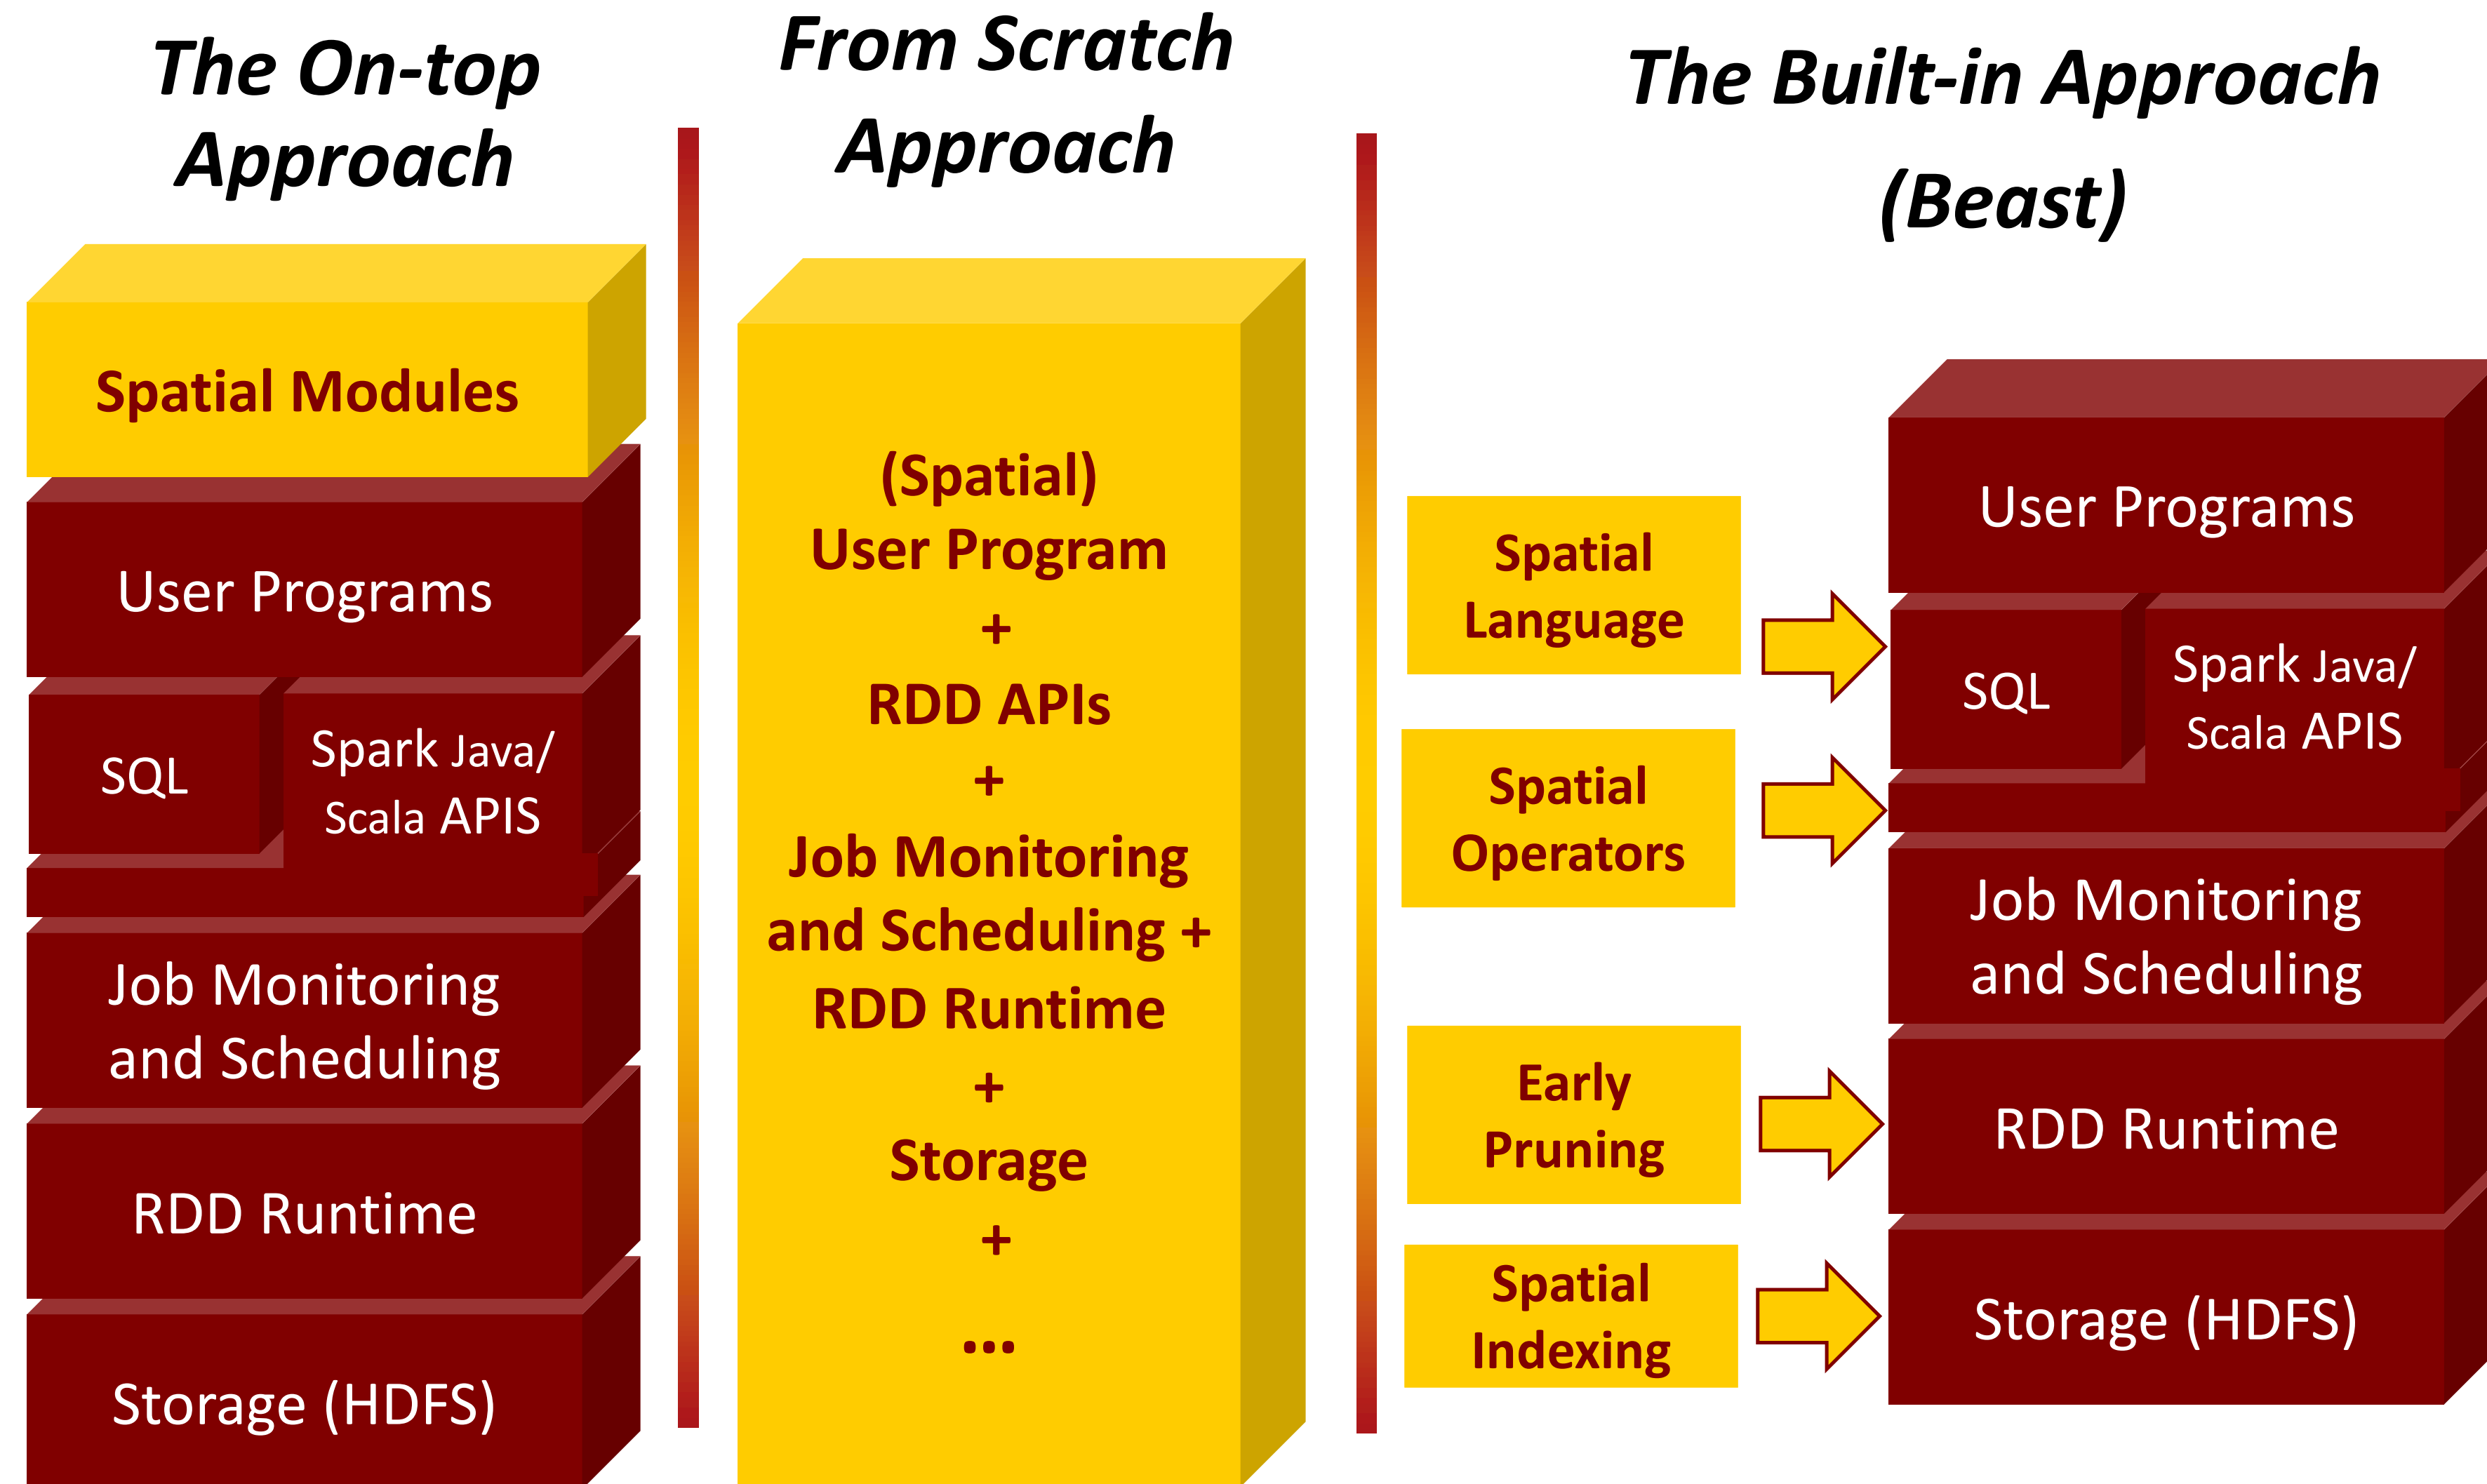 The On-top
Approach
Spatial Modules
User Programs
SQL
Spark Java/
Scala APIS
Job Monitoring
and Scheduling
RDD Runtime
Storage (HDFS)
From Scratch
Approach
(Spatial)
User Program
+
RDD APIs
+
Job Monitoring
and Scheduling +
RDD Runtime
+
Storage
+
...
The Built-in Approach
(Beast)
Spatial
Language
Spatial
Operators
Early
Pruning
Spatial
Indexing
User Programs
SQL
Spark Java/
Scala APIS
Job Monitoring
and Scheduling
RDD Runtime
Storage (HDFS)